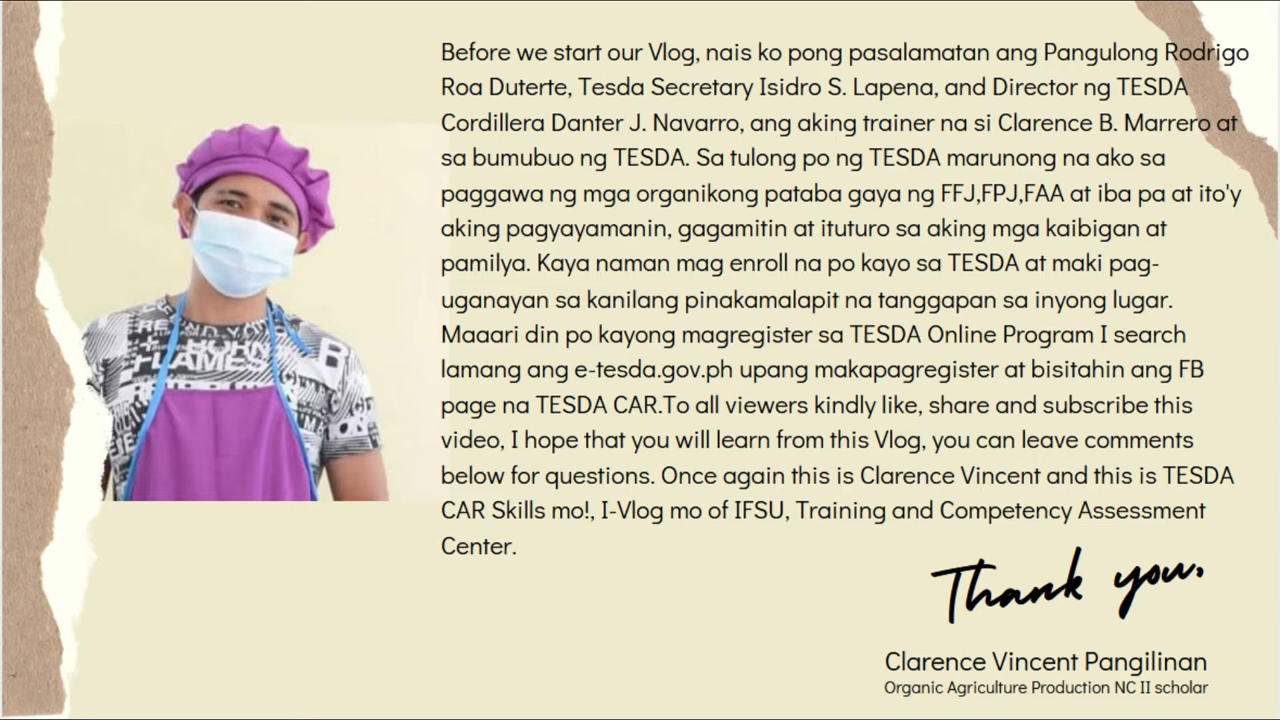 Before we start our Vlog, nais ko pong pasalamatan ang Pangulong Rodrigo
Roa Duterte, Tesda Secretary Isidro S. Lapena, and Director ng TESDA
Cordillera Danter J. Navarro, ang aking trainer na si Clarence B. Marrero at
sa bumubuo ng TESDA. Sa tulong po ng TESDA marunong na ako sa
paggawa ng mga organikong pataba gaya ng FFJ,FPJ,FAA at iba pa at ito'y
aking pagyayamanin, gagamitin at ituturo sa aking mga kaibigan at
pamilya. Kaya naman mag enroll na po kayo sa TESDA at maki pag-
uganayan sa kanilang pinakamalapit na tanggapan sa inyong lugar.
Maaari din po kayong magregister sa TESDA Online Program I search
lamang ang e-tesda.gov.ph upang makapagregister at bisitahin ang FB
page na TESDA CAR.To all viewers kindly like, share and subscribe this
video, I hope that you will learn from this Vlog, you can leave comments
below for questions. Once again this is Clarence Vincent and this is TESDA
CAR Skills mo!, I-Vlog mo of IFSU, Training and Competency Assessment
Center.
Thank you.
Clarence Vincent Pangilinan
Organic Agriculture Production NC II scholar